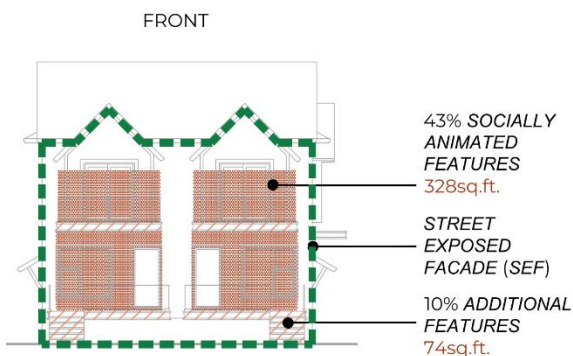 FRONT
43% SOCIALLY
ANIMATED
FEATURES
328sq.ft.
STREET
EXPOSED
FACADE (SEF)
10% ADDITIONAL
FEATURES
74sq.ft.